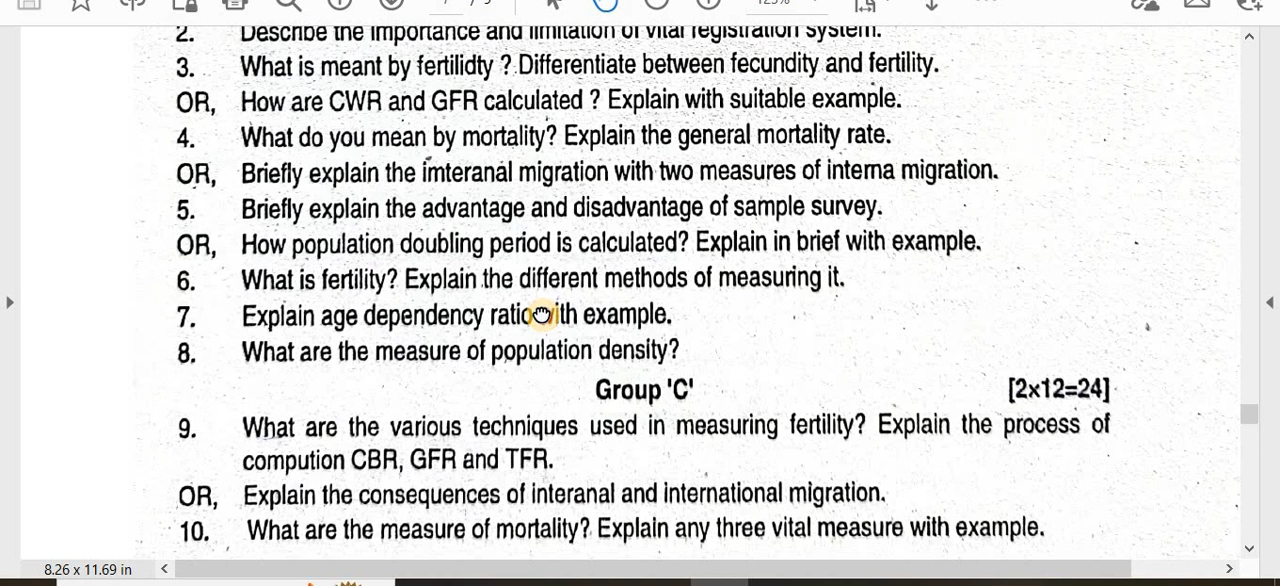 2. Describe the importance and limitation of vital registration system.
3. What is meant by fertilidty ? Differentiate between fecundity and fertility.
OR, How are CWR and GFR calculated ? Explain with suitable example.
4. What do you mean by mortality? Explain the general mortality rate.
OR, Briefly explain the imteranal migration with two measures of interna migration.
5. Briefly explain the advantage and disadvantage of sample survey.
OR, How population doubling period is calculated? Explain in brief with example.
6. What is fertility? Explain the different methods of measuring it.
7. Explain age dependency ratio with example.
8. What are the measure of population density?
Group 'C' [2x12=24]
9. What are the various techniques used in measuring fertility? Explain the process of
compution CBR, GFR and TFR.
OR, Explain the consequences of interanal and international migration.
10. What are the measure of mortality? Explain any three vital measure with example.
8.26 x 11.69 in